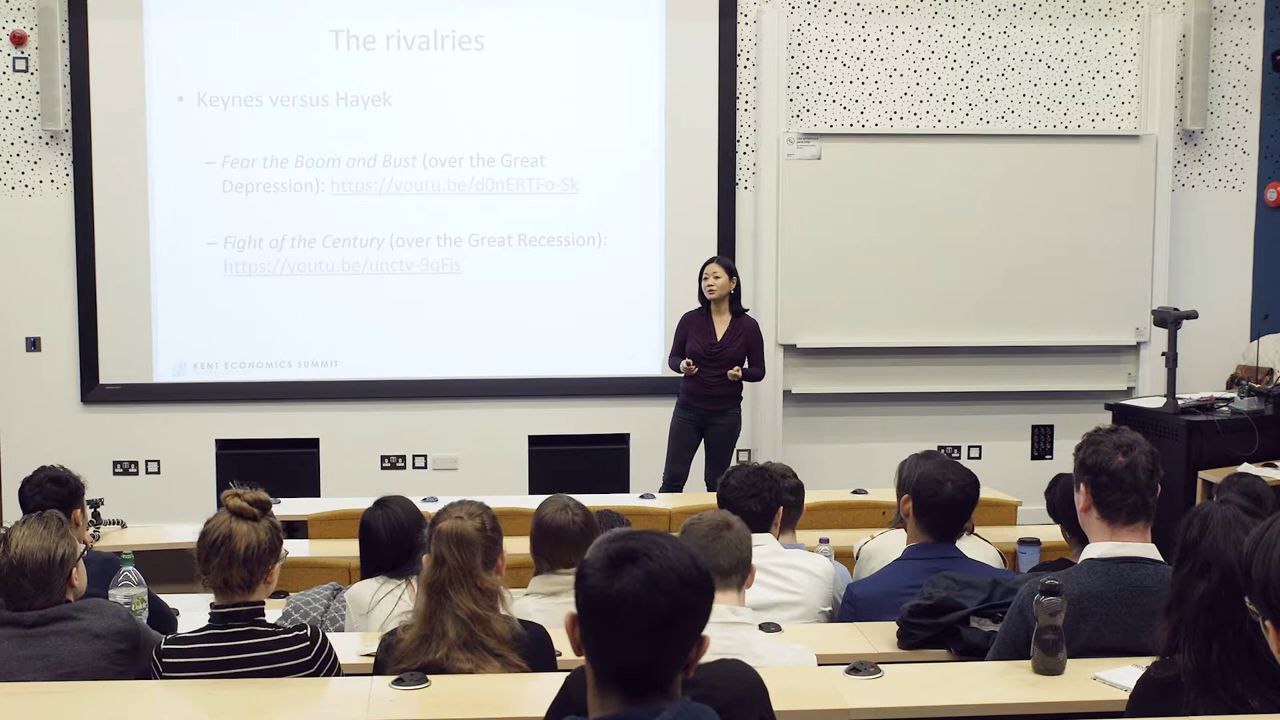 The rivalries
• Keynes versus Hayek
– Fear the Boom and Bust (over the Great
Depression): https://youtu.be/d0nERTFo-Sk
– Fight of the Century (over the Great Recession):
https://youtu.be/unctv-9gFis
KENT ECONOMICS SUMMIT